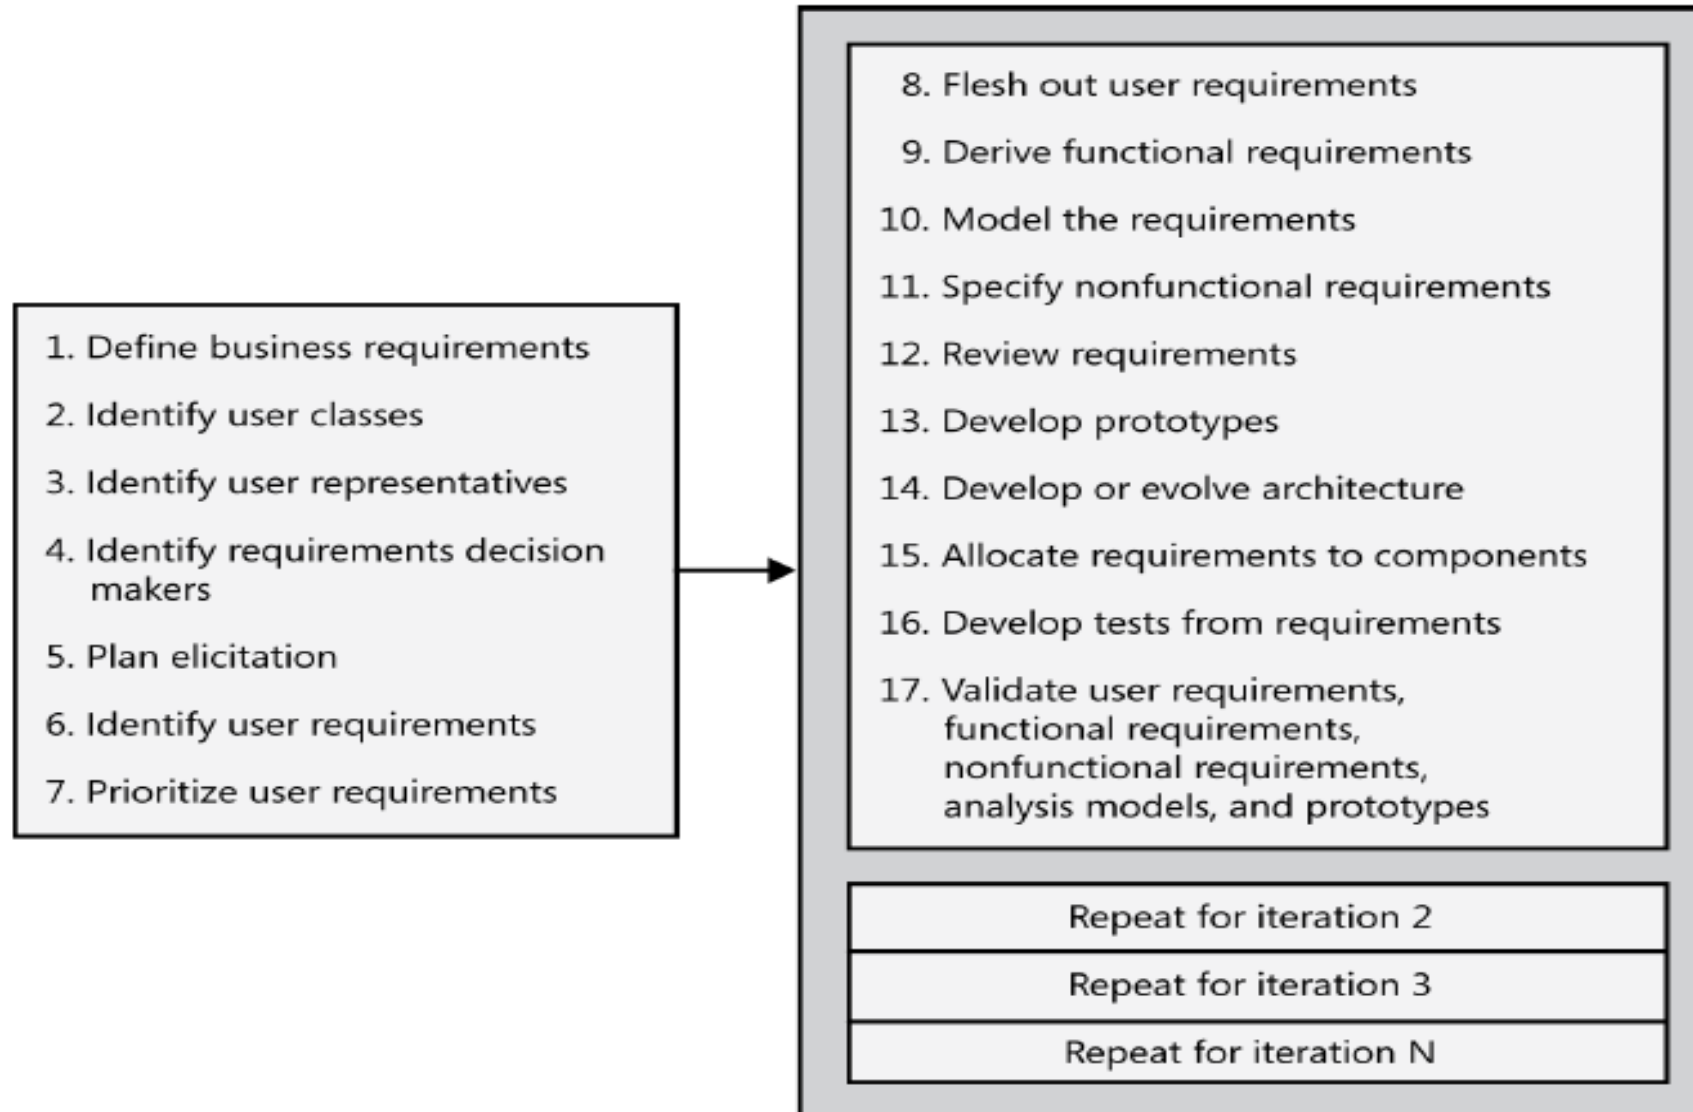 1. Define business requirements
2. Identify user classes
3. Identify user representatives
4. Identify requirements decision
makers
5. Plan elicitation
6. Identify user requirements
7. Prioritize user requirements
8. Flesh out user requirements
9. Derive functional requirements
10. Model the requirements
11. Specify nonfunctional requirements
12. Review requirements
13. Develop prototypes
14. Develop or evolve architecture
15. Allocate requirements to components
16. Develop tests from requirements
17. Validate user requirements,
functional requirements,
nonfunctional requirements,
analysis models, and prototypes
Repeat for iteration 2
Repeat for iteration 3
Repeat for iteration N